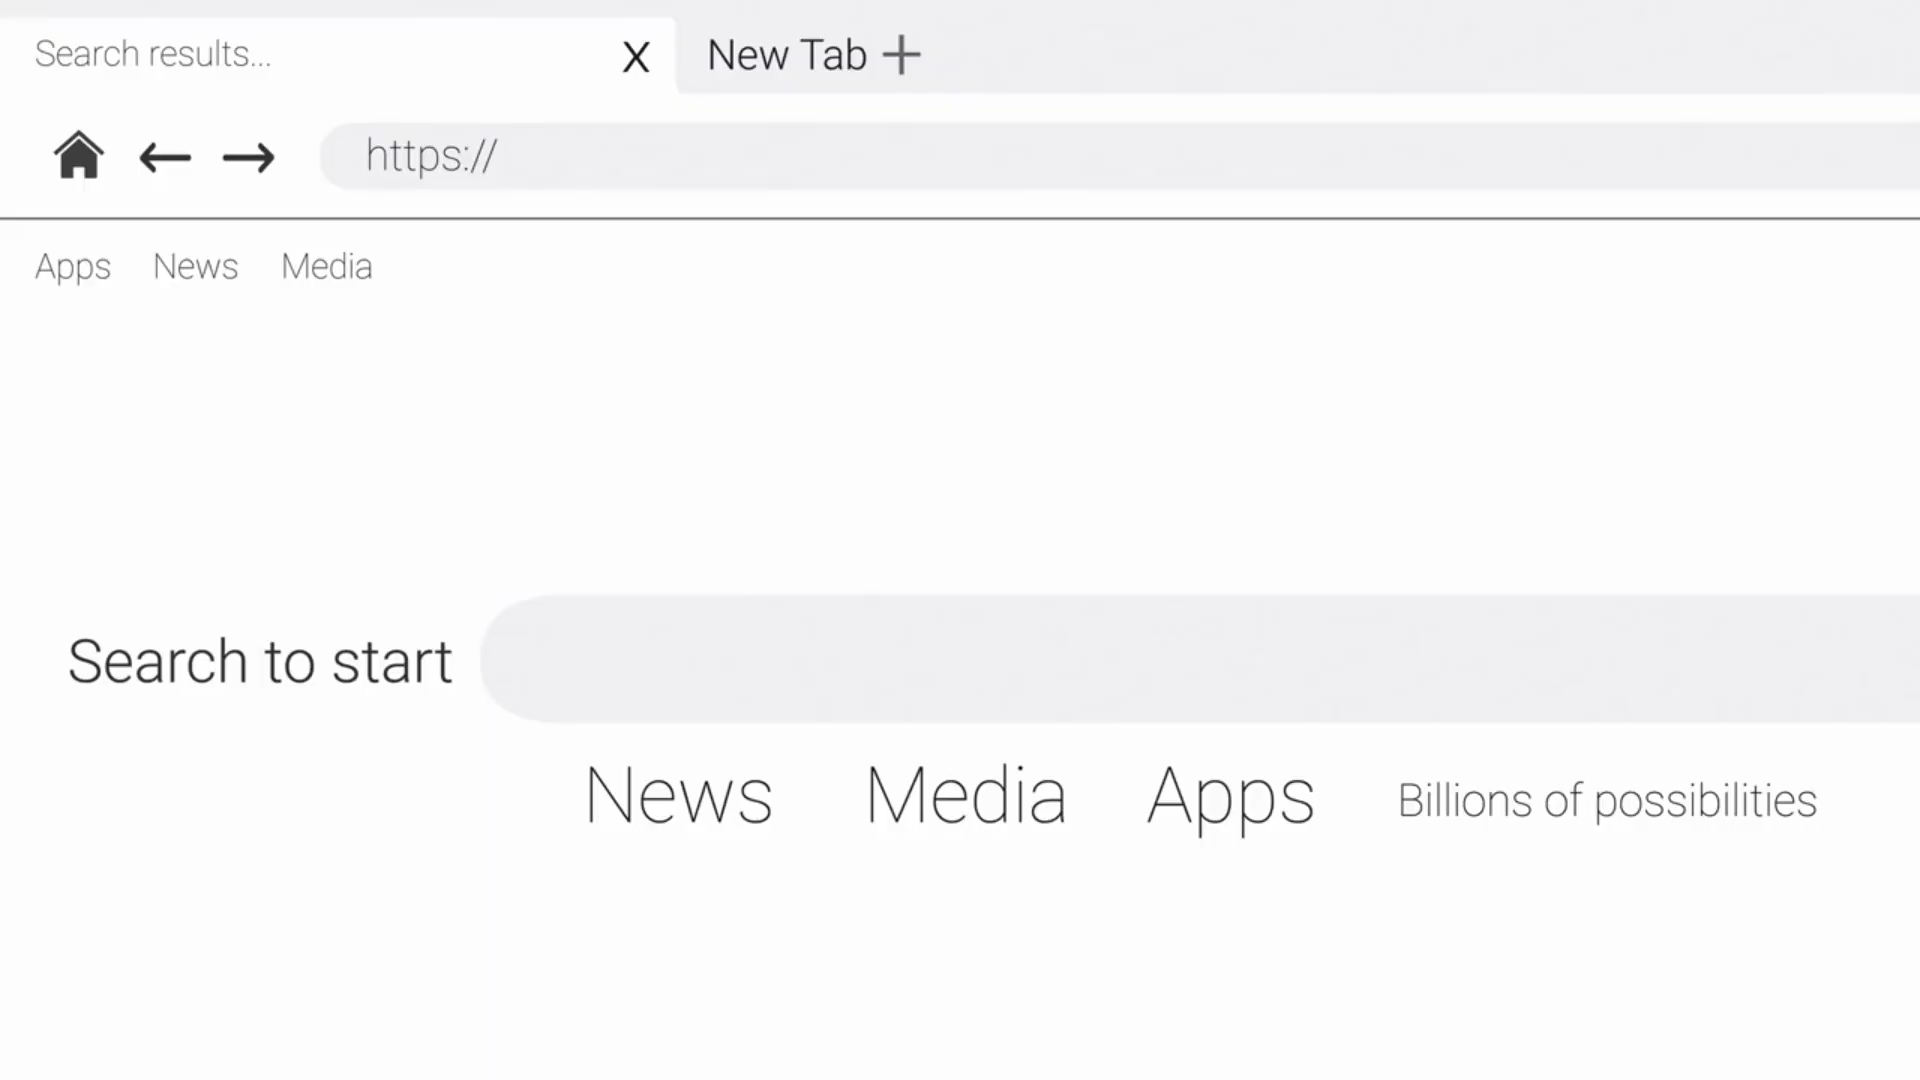 Search results... X New Tab +
https://
Apps News Media
Search to start
News Media Apps Billions of possibilities